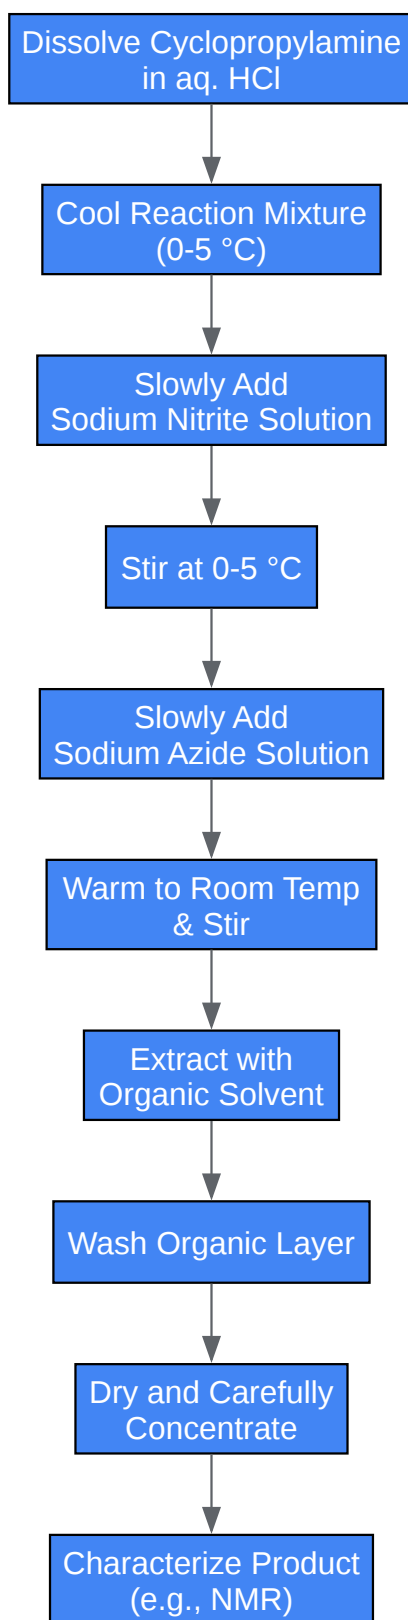 Dissolve Cyclopropylamine
in aq. HCl
Cool Reaction Mixture
(0-5 °C)
Slowly Add
Sodium Nitrite Solution
Stir at 0-5 °C
Slowly Add
Sodium Azide Solution
Warm to Room Temp
& Stir
Extract with
Organic Solvent
Wash Organic Layer
Dry and Carefully
Concentrate
Characterize Product
(e.g., NMR)